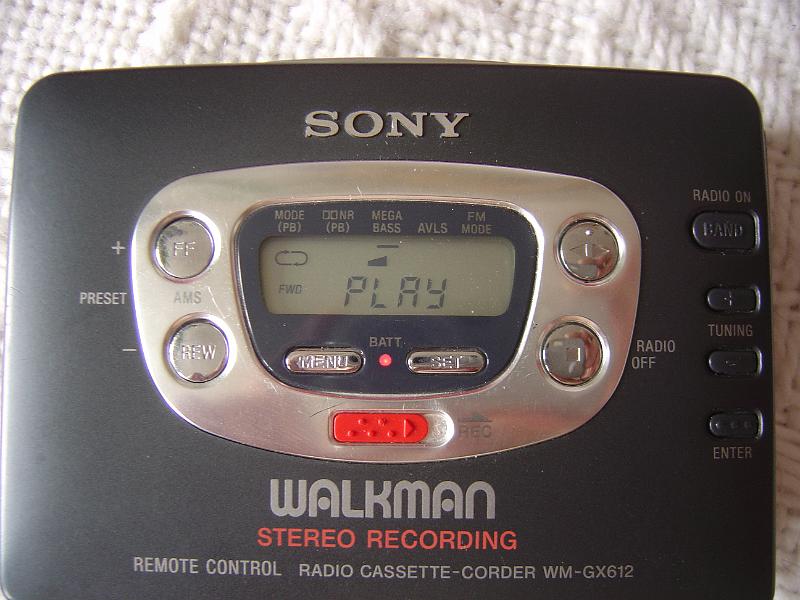 SONY
RADIO ON
BAND
MODE (PB)
NR (PB)
MEGA BASS
AVLS
FM MODE
+
FF
FWD
PLAY
PRESET
AMS
+
TUNING
-
REW
-
BATT
MENU
SET
RADIO OFF
REC
ENTER
WALKMAN
STEREO RECORDING
REMOTE CONTROL RADIO CASSETTE-CORDER WM-GX612